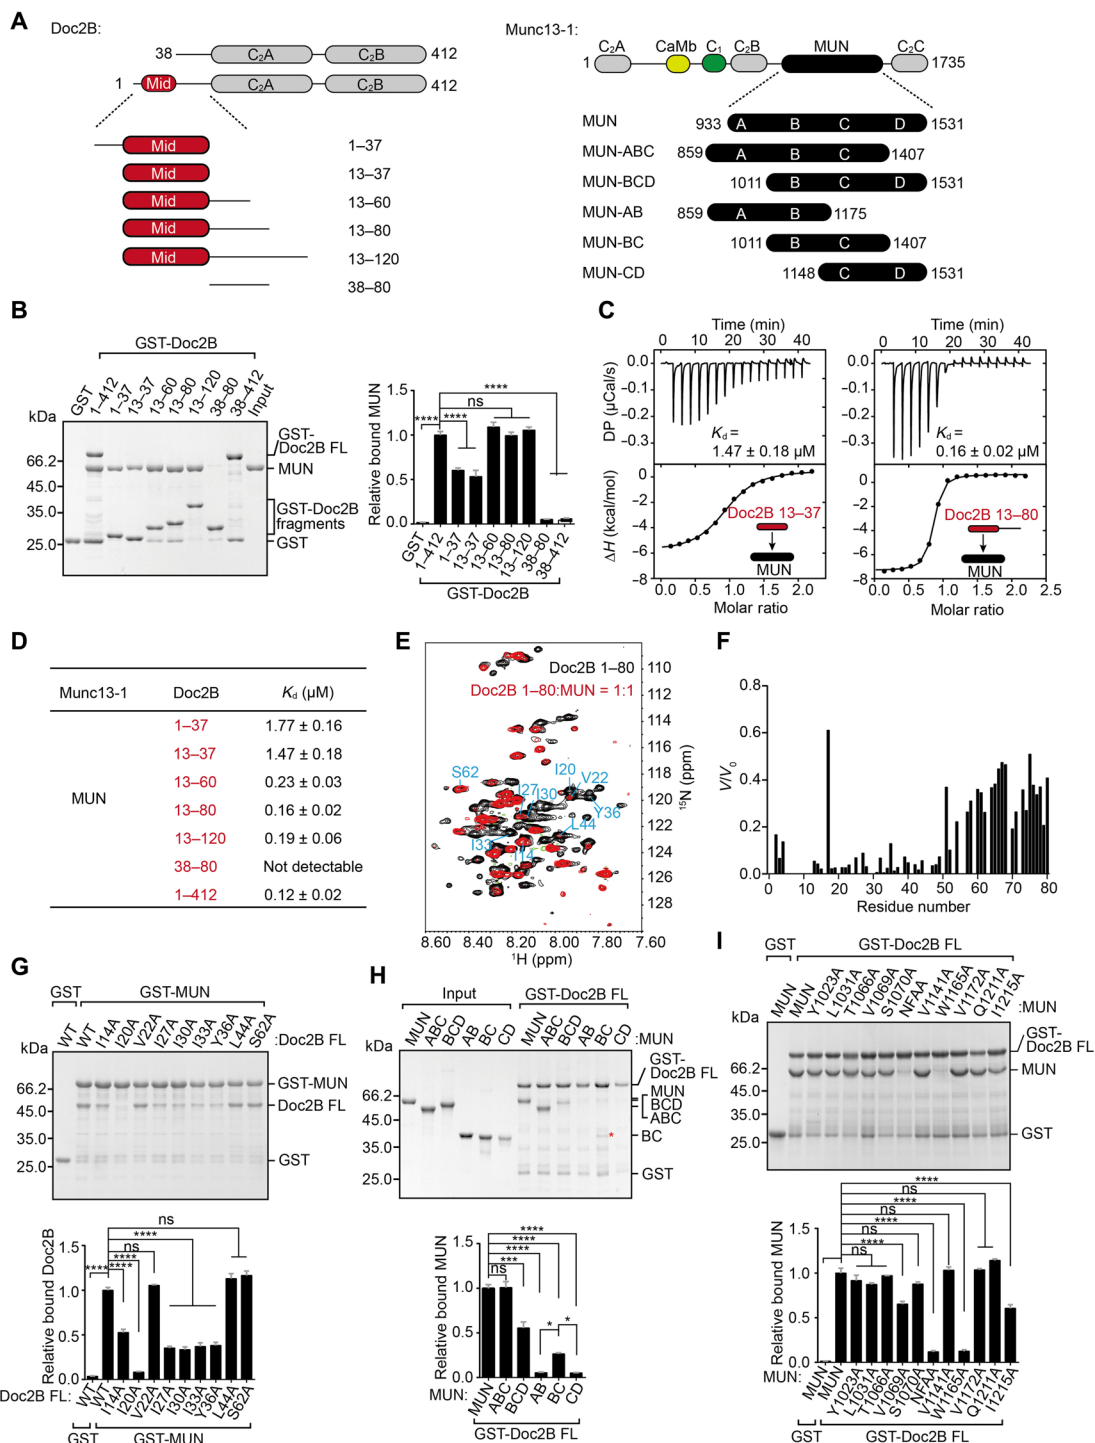 A
Doc2B:
38 C₂A C₂B 412
1 Mid C₂A C₂B 412
Mid 1–37
Mid 13–37
Mid 13–60
Mid 13–80
Mid 13–120
38–80
Munc13-1:
C₂A CaMb C₁ C₂B MUN C₂C
1 1735
MUN 933 A B C D 1531
MUN-ABC 859 A B C 1407
MUN-BCD 1011 B C D 1531
MUN-AB 859 A B 1175
MUN-BC 1011 B C 1407
MUN-CD 1148 C D 1531
B
GST-Doc2B
GST 1–412 1–37 13–37 13–60 13–80 13–120 38–80 38–412 Input
kDa
66.2
45.0
35.0
25.0
GST-
Doc2B FL
MUN
GST-Doc2B
fragments
GST
Relative bound MUN
1.5
1.0
0.5
0.0
****
ns
**** ****
GST 1–412 1–37 13–37 13–60 13–80 13–120 38–80 38–412
GST-Doc2B
C
Time (min)
0 10 20 30 40
DP (μCal/s)
0.0
−0.1
−0.2
−0.3
Kd =
1.47 ± 0.18 μM
ΔH (kcal/mol)
0
−2
−4
−6
−8
Doc2B 13–37
MUN
0.0 0.5 1.0 1.5 2.0
Molar ratio
Time (min)
0 10 20 30 40
0.0
−0.1
−0.2
−0.3
Kd =
0.16 ± 0.02 μM
0
−2
−4
−6
−8
Doc2B 13–80
MUN
0.0 0.5 1.0 1.5 2.0 2.5
Molar ratio
D
Munc13-1 Doc2B Kd (μM)
MUN
1–37 1.77 ± 0.16
13–37 1.47 ± 0.18
13–60 0.23 ± 0.03
13–80 0.16 ± 0.02
13–120 0.19 ± 0.06
38–80 Not detectable
1–412 0.12 ± 0.02
E
Doc2B 1–80
Doc2B 1–80:MUN = 1:1
S62
I20
V22
I27
I30
Y36
L44
I33
I14
110
112
114
116
118
120
122
124
126
128
¹⁵N (ppm)
8.60 8.40 8.20 8.00 7.80 7.60
¹H (ppm)
F
V/V₀
0.8
0.6
0.4
0.2
0.0
0 10 20 30 40 50 60 70 80
Residue number
G
GST GST-MUN
WT WT I14A I20A V22A I27A I30A I33A Y36A L44A S62A :Doc2B FL
kDa
66.2
45.0
35.0
25.0
GST-MUN
Doc2B FL
GST
Relative bound Doc2B
1.5
1.0
0.5
0.0
ns
****
ns
****
**** ****
Doc2B FL: WT WT I14A I20A V22A I27A I30A I33A Y36A L44A S62A
GST GST-MUN
H
Input GST-Doc2B FL
MUN ABC BCD AB BC CD MUN ABC BCD AB BC CD :MUN
kDa
66.2
45.0
35.0
25.0
GST-
Doc2B FL
MUN
BCD
ABC
BC
*
GST
Relative bound MUN
1.5
1.0
0.5
0.0
****
****
****
***
ns
* *
MUN: MUN ABC BCD AB BC CD
GST-Doc2B FL
I
GST GST-Doc2B FL
MUN MUN Y1023A L1031A T1066A V1069A S1070A NFAA V1141A W1165A V1172A Q1211A I1215A :MUN
kDa
66.2
45.0
35.0
25.0
GST-
Doc2B FL
MUN
GST
Relative bound MUN
1.5
1.0
0.5
0.0
****
ns
****
ns
****
ns
****
ns
MUN: MUN MUN Y1023A L1031A T1066A V1069A S1070A NFAA V1141A W1165A V1172A Q1211A I1215A
GST GST-Doc2B FL